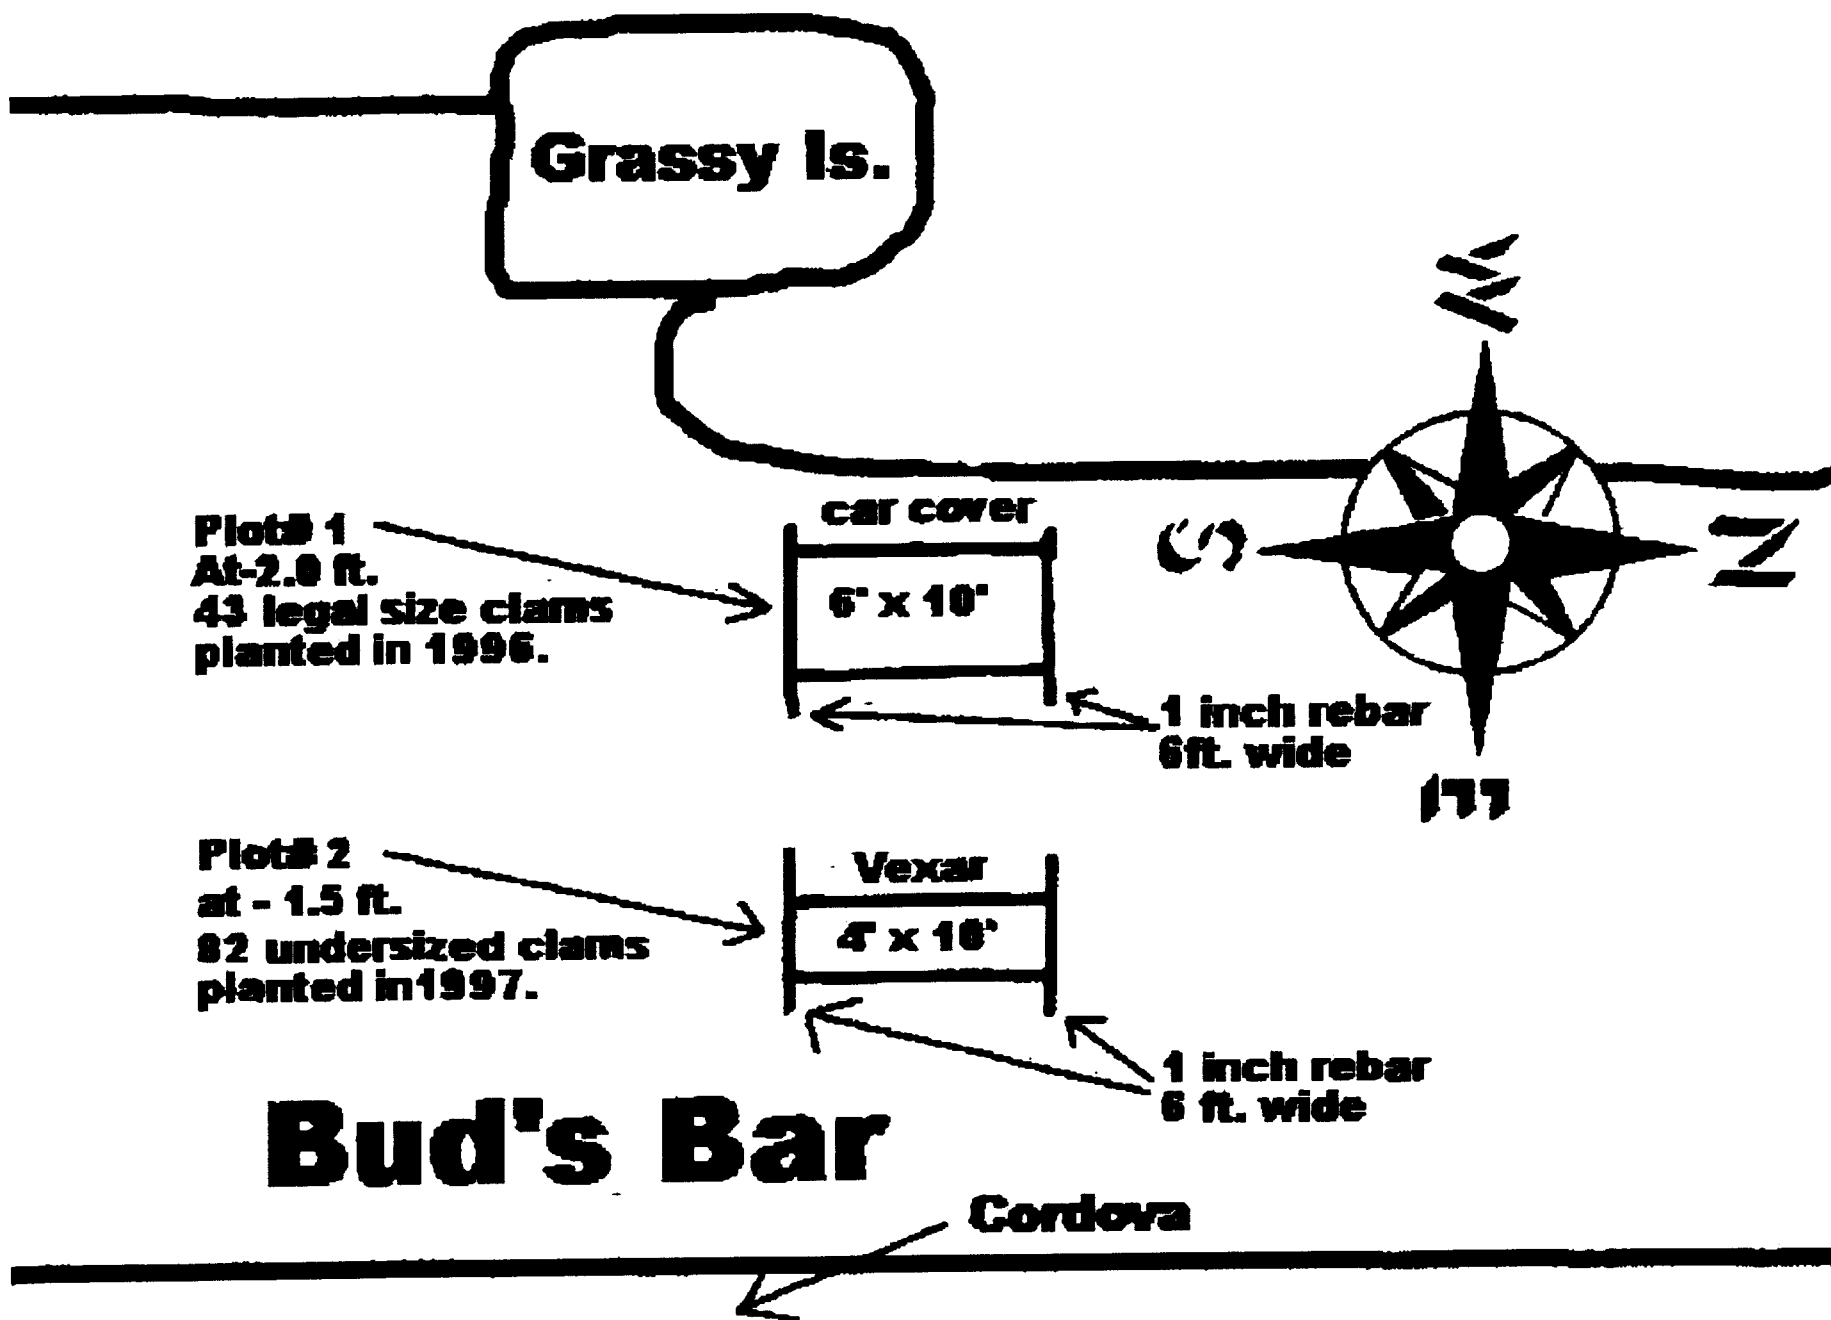 Grassy Is.
W
S
N
E
car cover
Plot# 1
At-2.0 ft.
43 legal size clams
planted in 1996.
6' x 10'
1 inch rebar
6ft. wide
Plot# 2
at - 1.5 ft.
82 undersized clams
planted in1997.
Vexar
4' x 10'
1 inch rebar
6 ft. wide
Bud's Bar
Cordova